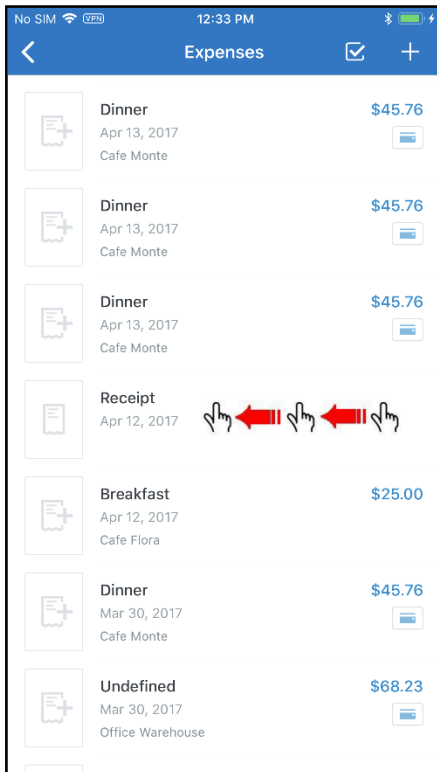 No SIM VPN 12:33 PM
Expenses
Dinner $45.76
Apr 13, 2017
Cafe Monte
Dinner $45.76
Apr 13, 2017
Cafe Monte
Dinner $45.76
Apr 13, 2017
Cafe Monte
Receipt
Apr 12, 2017
Breakfast $25.00
Apr 12, 2017
Cafe Flora
Dinner $45.76
Mar 30, 2017
Cafe Monte
Undefined $68.23
Mar 30, 2017
Office Warehouse